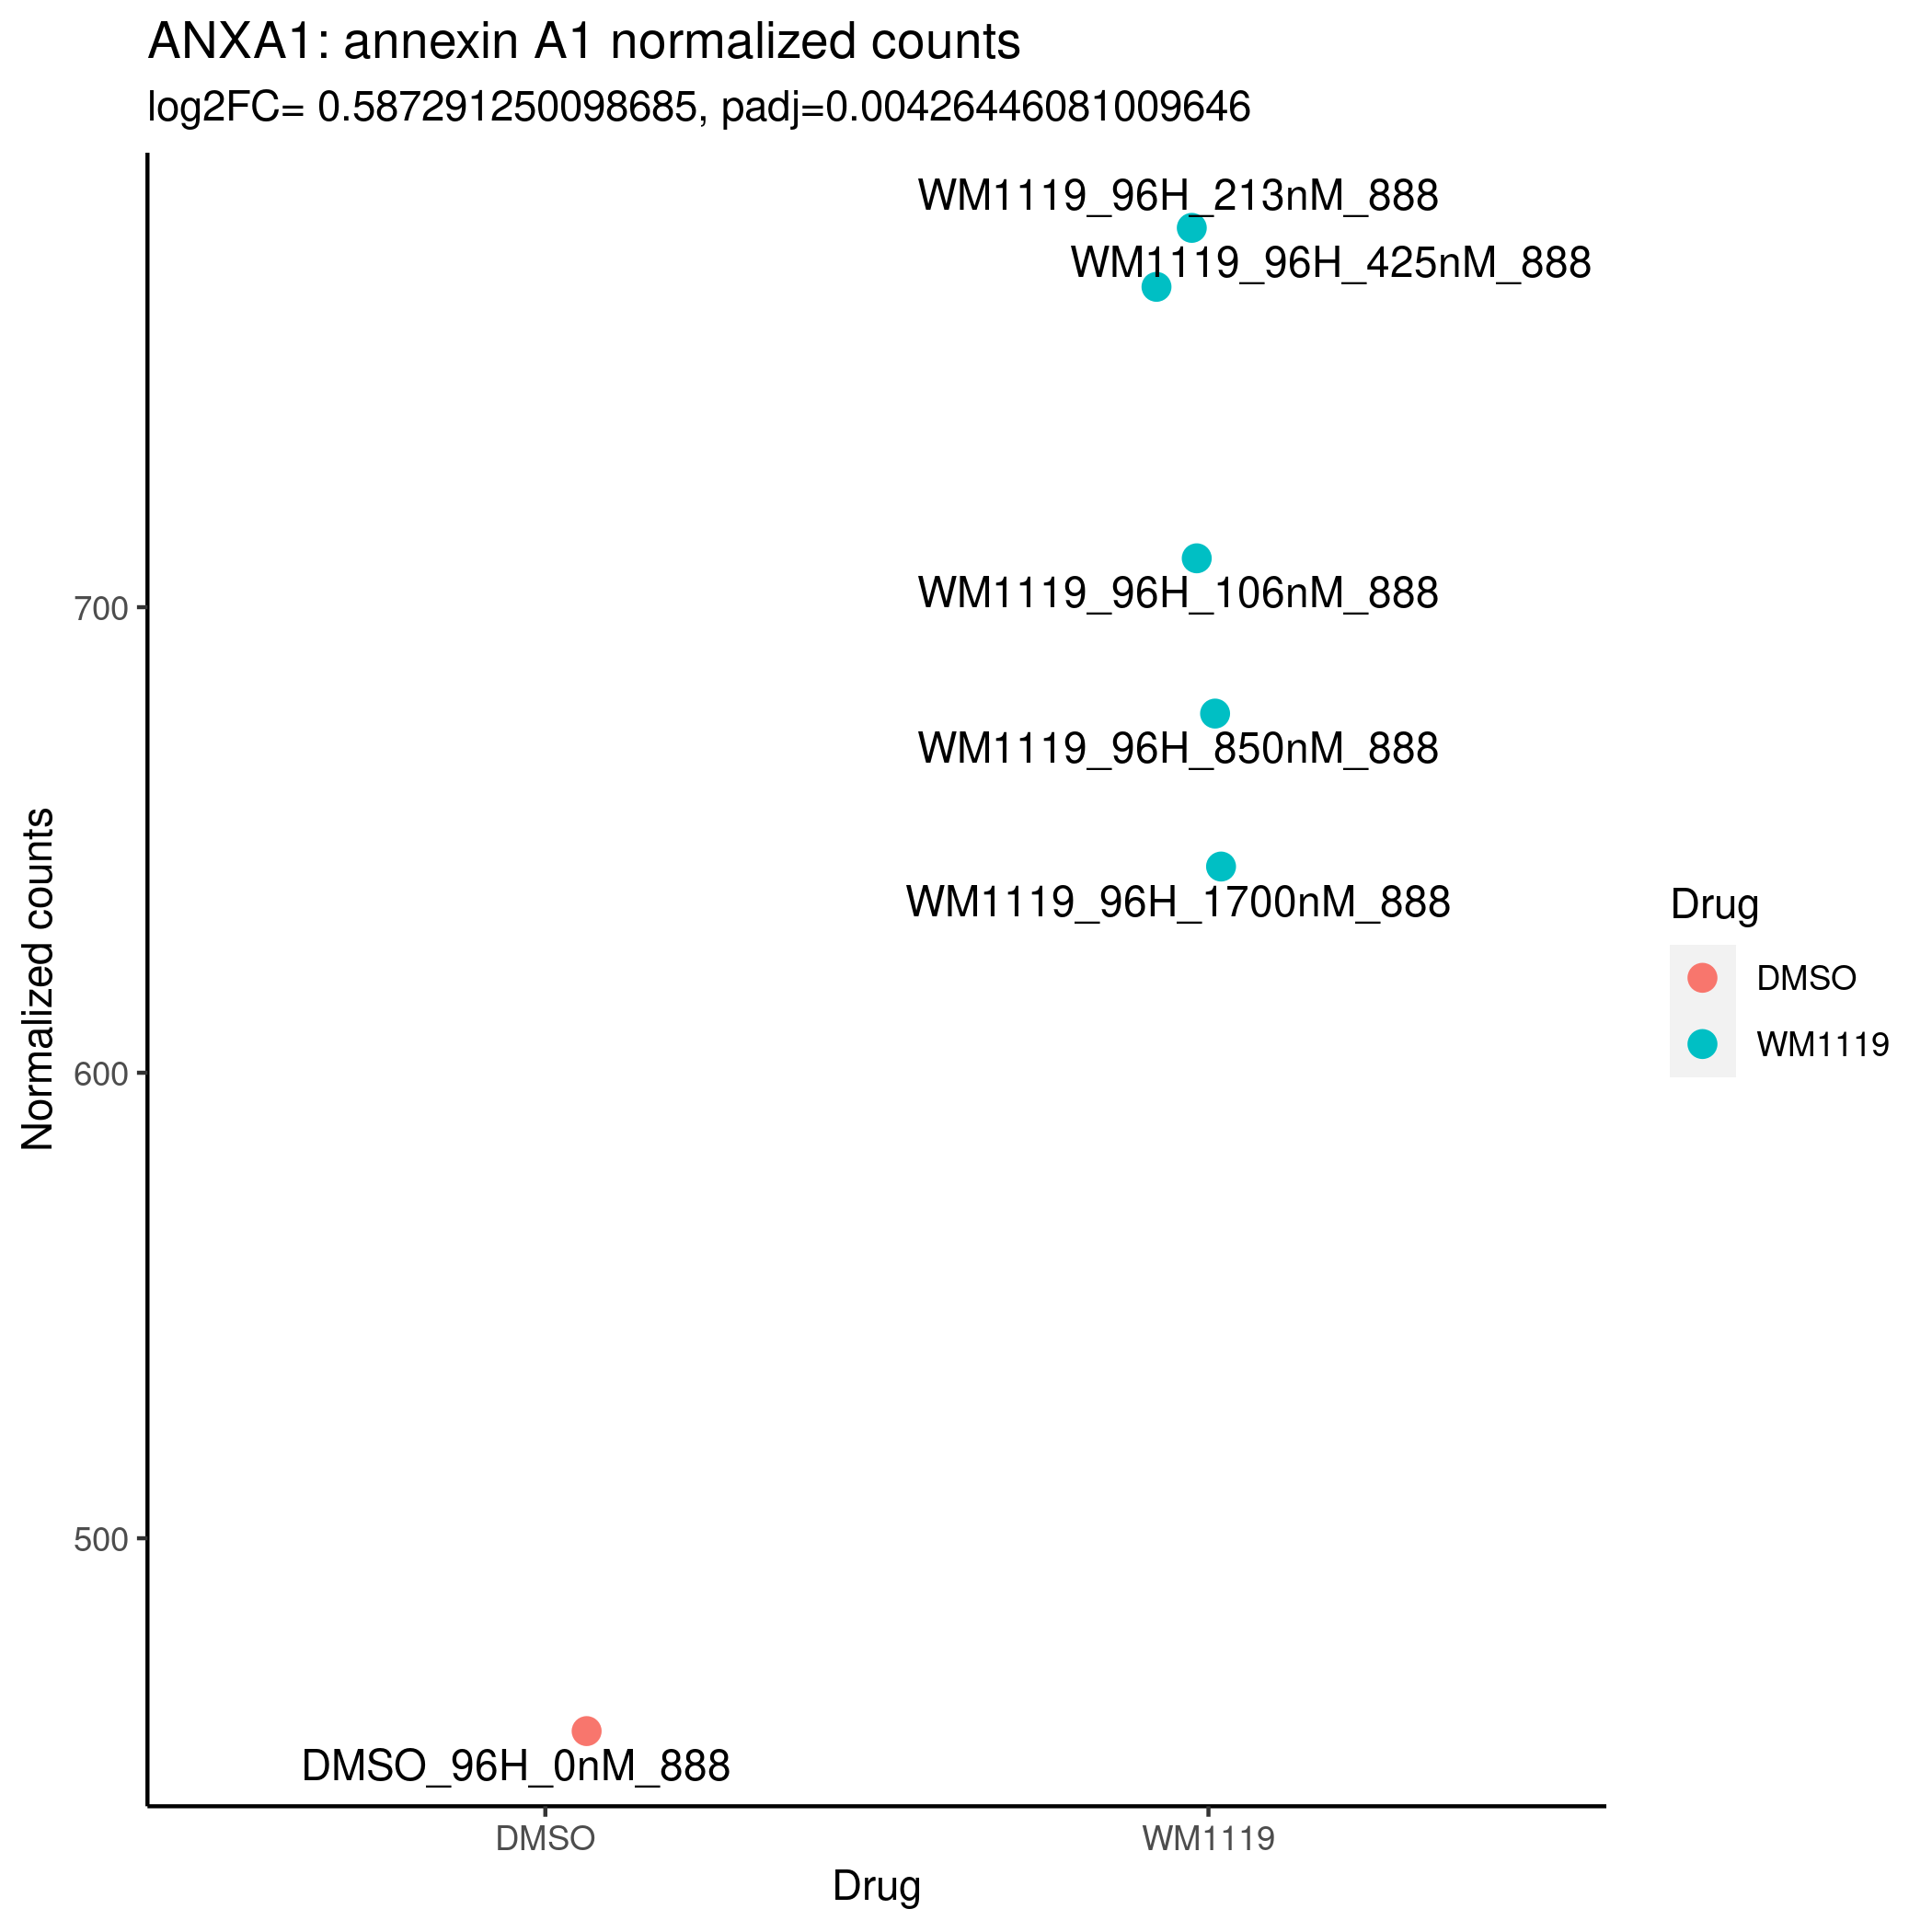 ANXA1: annexin A1 normalized counts
log2FC= 0.587291250098685, padj=0.00426446081009646
WM1119_96H_213nM_888
WM1119_96H_425nM_888
700
WM1119_96H_106nM_888
WM1119_96H_850nM_888
WM1119_96H_1700nM_888
Normalized counts
600
500
DMSO_96H_0nM_888
DMSO
WM1119
Drug
Drug
DMSO
WM1119